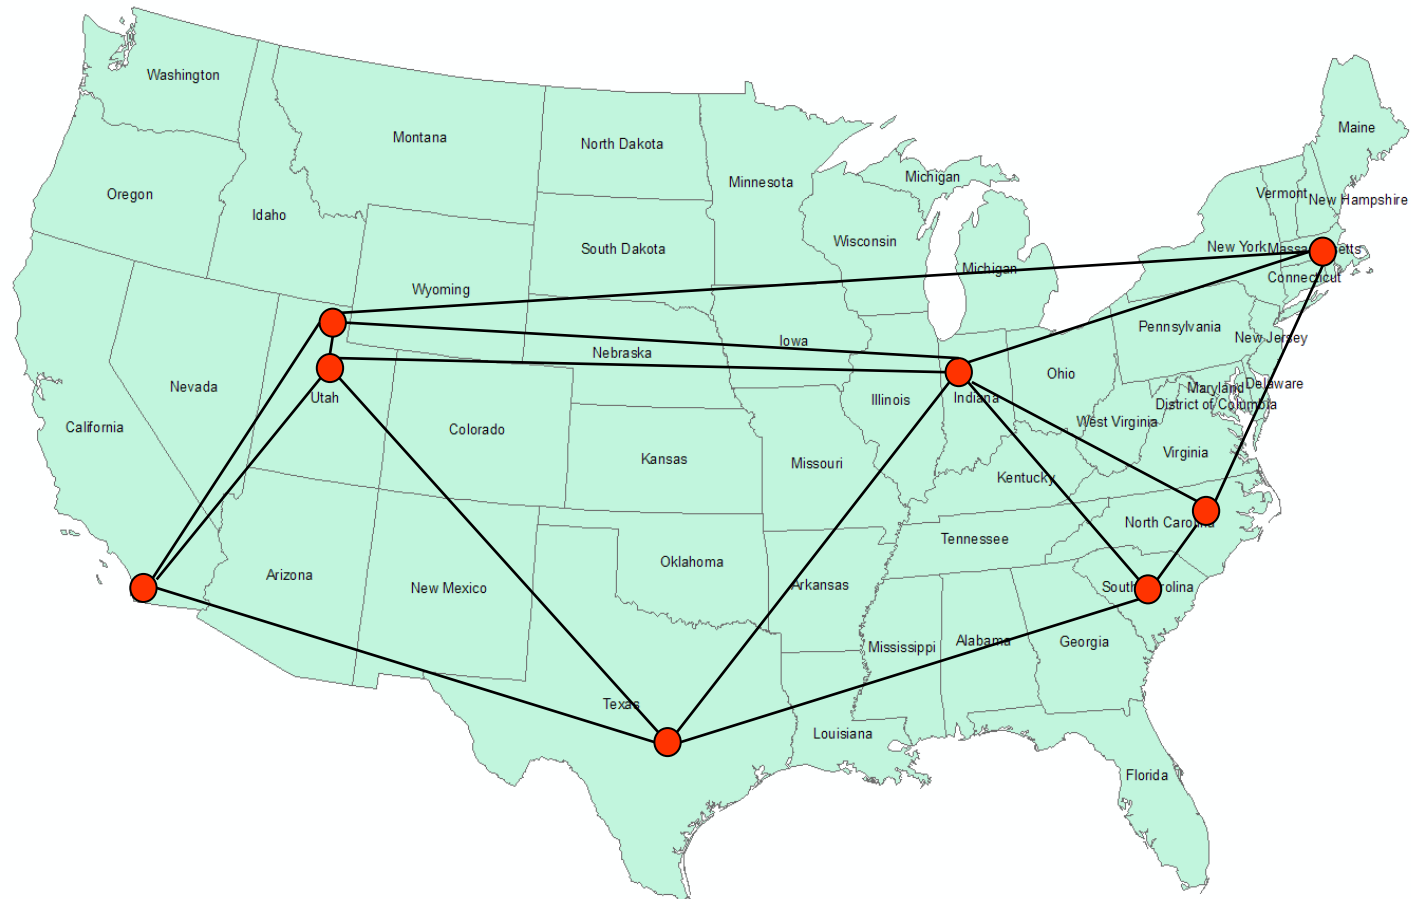 Washington
Montana
North Dakota
Minnesota
Michigan
Maine
Oregon
Idaho
South Dakota
Wisconsin
Vermont
New Hampshire
New York
Wyoming
Michigan
Connecticut
Nebraska
Iowa
Pennsylvania
New Jersey
Nevada
Utah
Illinois
Indiana
Ohio
Maryland
Delaware
District of Columbia
California
Colorado
Kansas
Missouri
Kentucky
West Virginia
Virginia
Arizona
New Mexico
Oklahoma
Arkansas
Tennessee
North Carolina
South Carolina
Texas
Louisiana
Mississippi
Alabama
Georgia
Florida